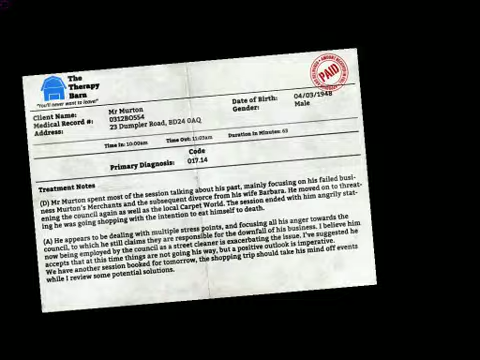 The
Therapy
Barn
"You'll never want to leave!"
PAID
Client Name: Mr Murton Date of Birth: 04/03/1948
Medical Record #: 0312BO554 Gender: Male
Address: 23 Dumpler Road, BD24 0AQ
Time In: 10:00am Time Out: 11:03am Duration In Minutes: 63
Code
Primary Diagnosis: 017.14
Treatment Notes
(D) Mr Murton spent most of the session talking about his past, mainly focusing on his failed busi-
ness Murton's Merchants and the subsequent divorce from his wife Barbara. He moved on to threat-
ening the council again as well as the local Carpet World. The session ended with him angrily stat-
ing he was going shopping with the intention to eat himself to death.
(A) He appears to be dealing with multiple stress points, and focusing all his anger towards the
council, to which he still claims they are responsible for the downfall of his business. I believe him
now being employed by the council as a street cleaner is exacerbating the issue. I've suggested he
accepts that at this time things are not going his way, but a positive outlook is imperative.
We have another session booked for tomorrow, the shopping trip should take his mind off events
while I review some potential solutions.